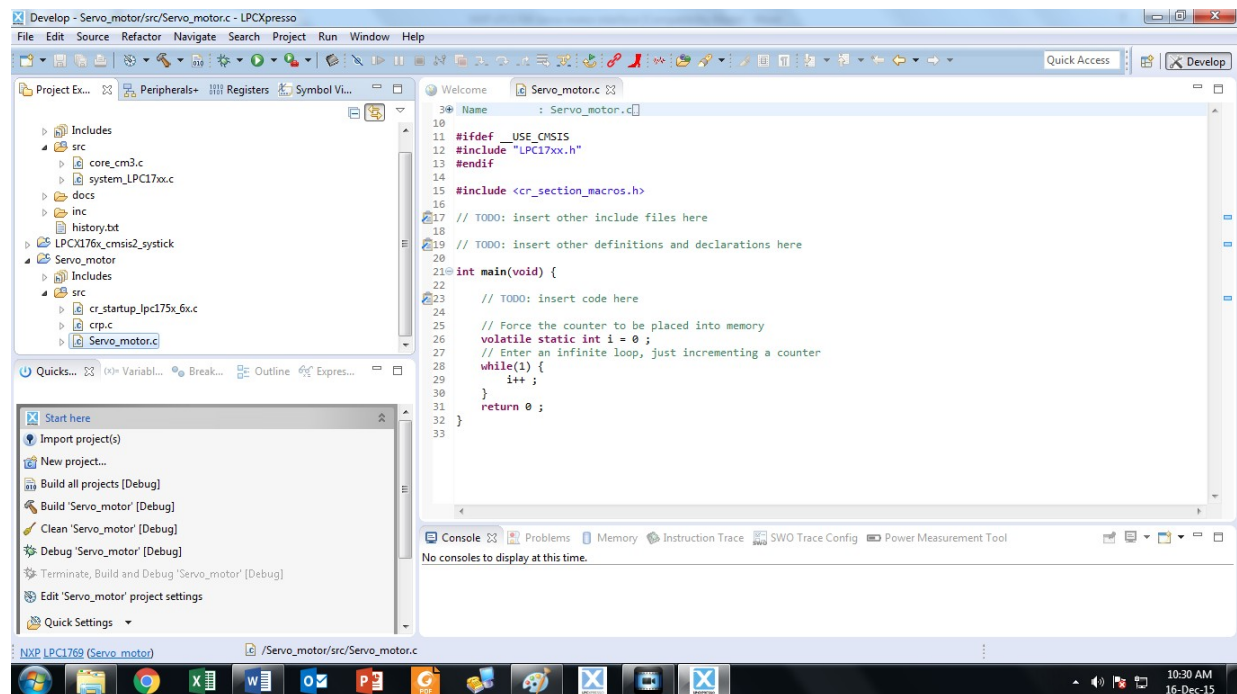 Develop - Servo_motor/src/Servo_motor.c - LPCXpresso
File Edit Source Refactor Navigate Search Project Run Window Help
Quick Access
Develop
Project Ex... Peripherals+ Registers Symbol Vi...
Includes
src
core_cm3.c
system_LPC17xx.c
docs
inc
history.txt
LPCX176x_cmsis2_systick
Servo_motor
Includes
src
cr_startup_lpc175x_6x.c
crp.c
Servo_motor.c
Quicks... (x)= Variabl... Break... Outline Expres...
Start here
Import project(s)
New project...
Build all projects [Debug]
Build 'Servo_motor' [Debug]
Clean 'Servo_motor' [Debug]
Debug 'Servo_motor' [Debug]
Terminate, Build and Debug 'Servo_motor' [Debug]
Edit 'Servo_motor' project settings
Quick Settings
Welcome Servo_motor.c
3 Name : Servo_motor.c
10
11 #ifdef __USE_CMSIS
12 #include "LPC17xx.h"
13 #endif
14
15 #include <cr_section_macros.h>
16
17 // TODO: insert other include files here
18
19 // TODO: insert other definitions and declarations here
20
21 int main(void) {
22
23 // TODO: insert code here
24
25 // Force the counter to be placed into memory
26 volatile static int i = 0 ;
27 // Enter an infinite loop, just incrementing a counter
28 while(1) {
29 i++ ;
30 }
31 return 0 ;
32 }
33
Console Problems Memory Instruction Trace SWO Trace Config Power Measurement Tool
No consoles to display at this time.
NXP LPC1769 (Servo_motor) /Servo_motor/src/Servo_motor.c
10:30 AM
16-Dec-15